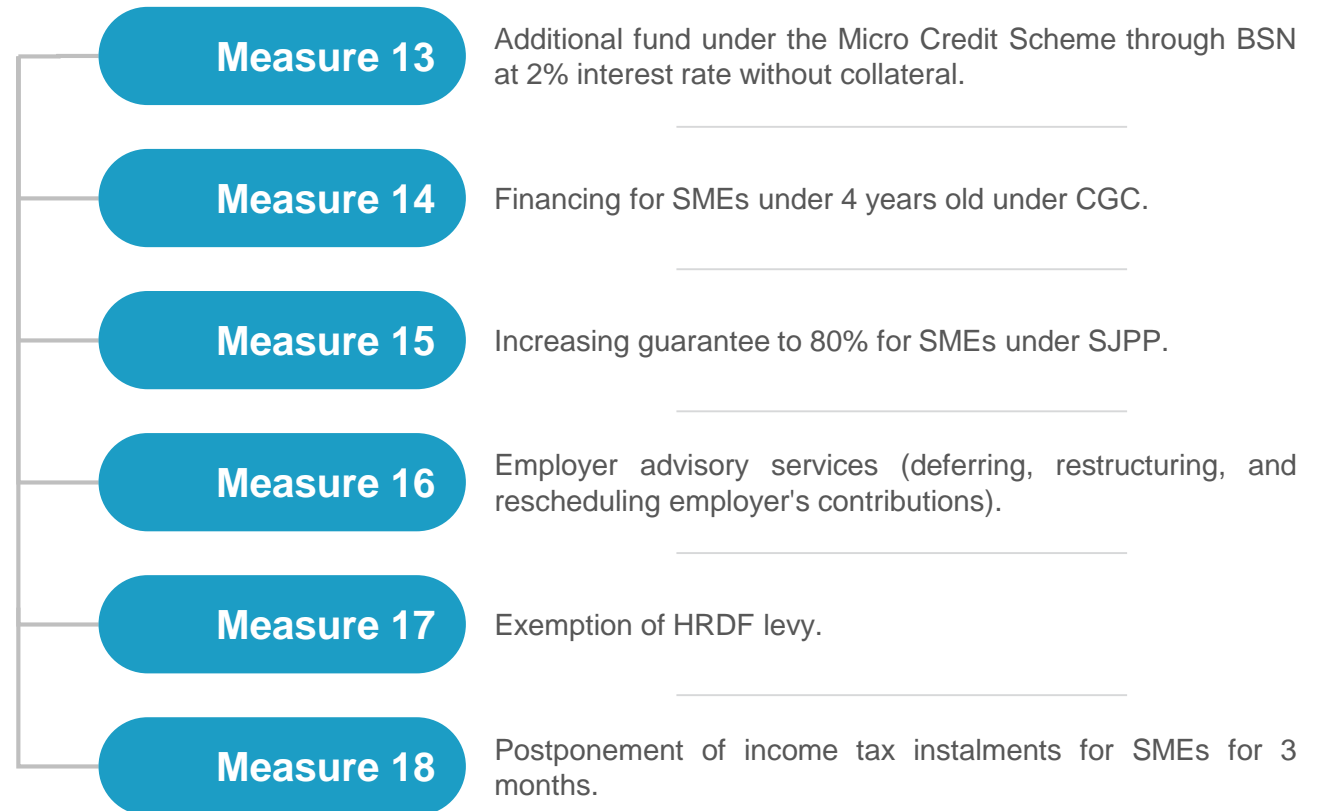 Measure 13
Additional fund under the Micro Credit Scheme through BSN
at 2% interest rate without collateral.
Measure 14
Financing for SMEs under 4 years old under CGC.
Measure 15
Increasing guarantee to 80% for SMEs under SJPP.
Measure 16
Employer advisory services (deferring, restructuring, and
rescheduling employer's contributions).
Measure 17
Exemption of HRDF levy.
Measure 18
Postponement of income tax instalments for SMEs for 3
months.